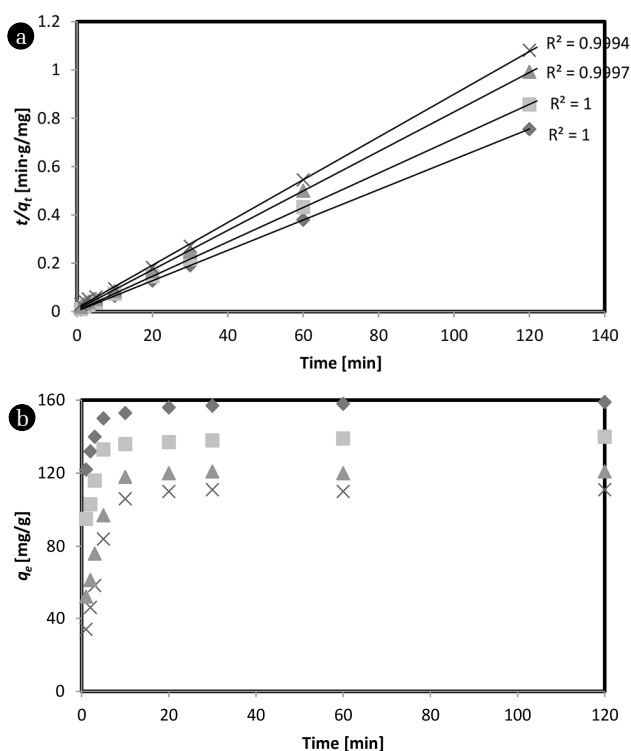 a
1.2
1
0.8
0.6
0.4
0.2
0
t/qt [min·g/mg]
R² = 0.9994
R² = 0.9997
R² = 1
R² = 1
0 20 40 60 80 100 120 140
Time [min]
b
160
120
80
40
0
qe [mg/g]
0 20 40 60 80 100 120
Time [min]